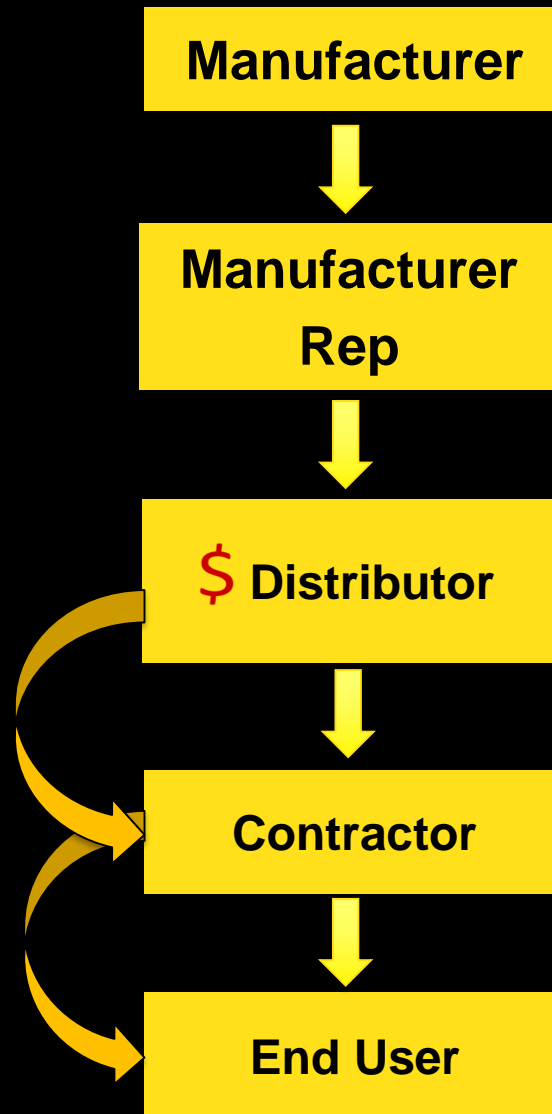 Manufacturer
Manufacturer
Rep
$ Distributor
Contractor
End User